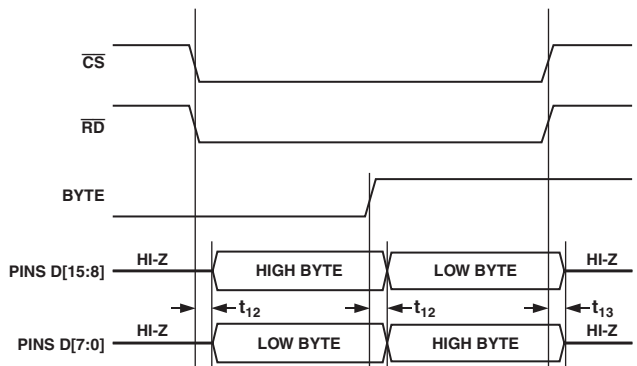 CS
RD
BYTE
PINS D[15:8] HI-Z HIGH BYTE LOW BYTE HI-Z
t12 t12 t13
PINS D[7:0] HI-Z LOW BYTE HIGH BYTE HI-Z